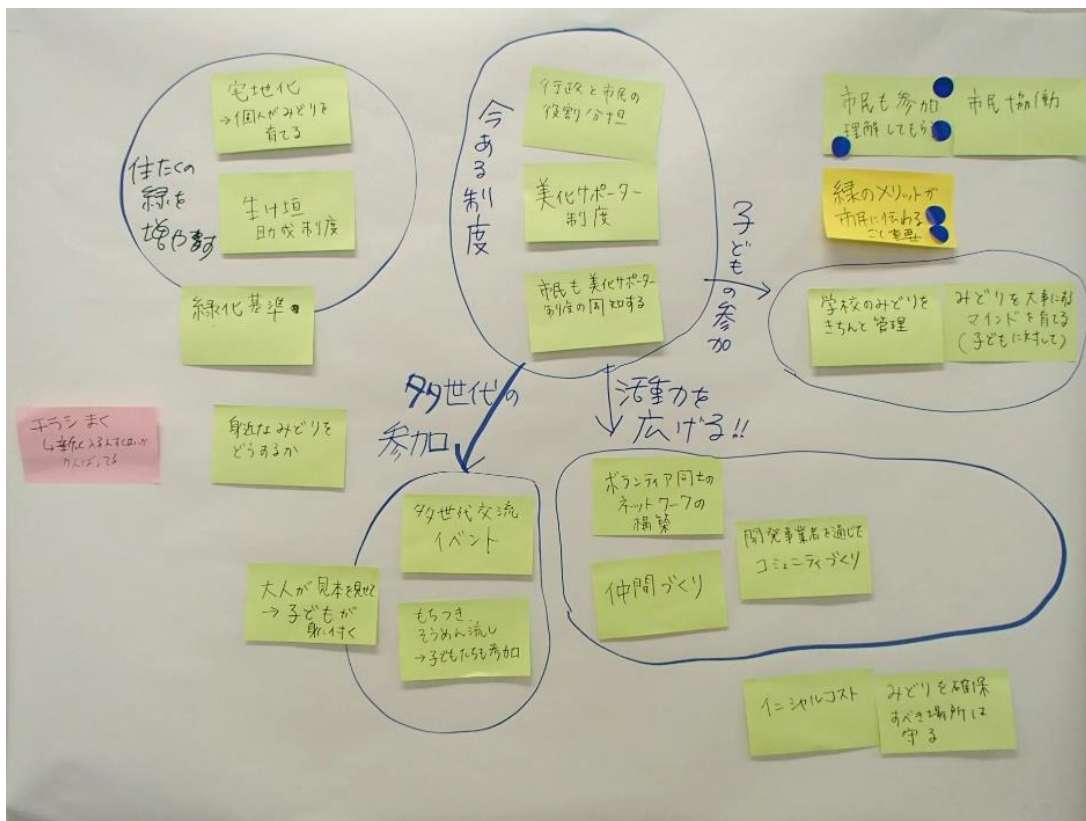 宅地化
→個人がみどりを
育てる
住たくの
緑を
増やす
生け垣
助成制度
緑化基準
今ある制度
行政と市民の
役割分担
美化サポーター
制度
市民も美化サポーター
制度の周知する
子どもの参加
市民も参加
理解してもらう
市民協働
緑のメリットが
市民に伝わる
こと重要
学校のみどりを
きちんと管理
みどりを大事にする
マインドを育てる
(子どもに対して)
多世代の
参加
活動力を
広げる!!
チラシまく
身近なみどりを
どうするか
多世代交流
イベント
大人が見本を見せて
→子どもが
身に付く
もちつき、
そうめん流し
→子どもたちも参加
ボランティア同士の
ネットワークの
構築
仲間づくり
開発事業者を通じた
コミュニティづくり
イニシャルコスト
みどりを確保
すべき場所は
守る